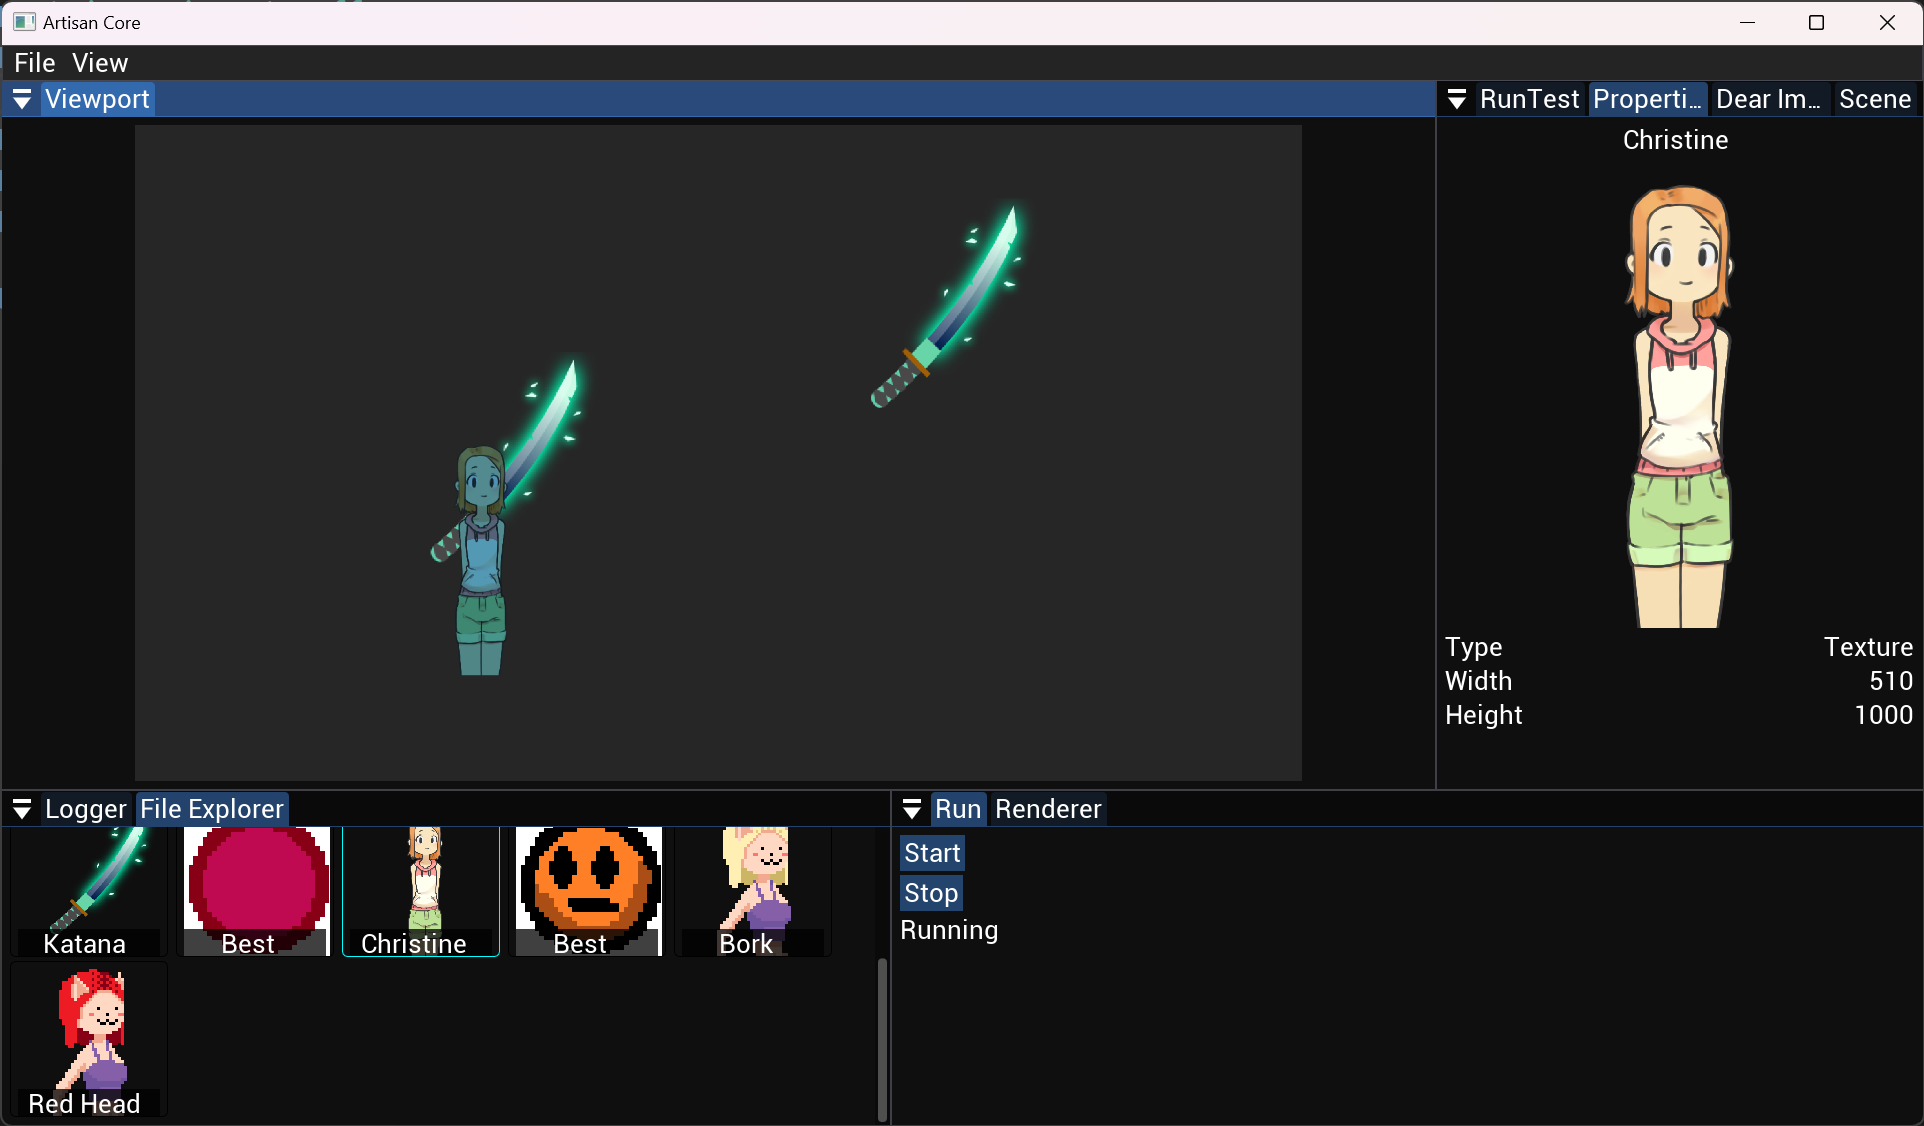 Artisan Core
File View
Viewport
RunTest Properti... Dear Im... Scene
Christine
Type Texture
Width 510
Height 1000
Logger File Explorer
Katana Best Christine Best Bork
Red Head
Run Renderer
Start
Stop
Running